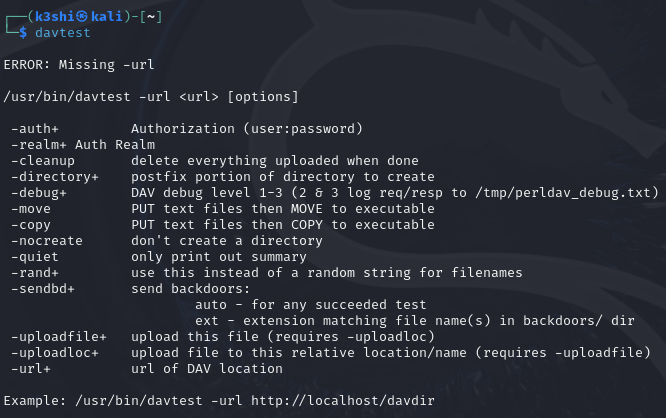 ┌──(k3shi㉿kali)-[~]
└─$ davtest
ERROR: Missing -url
/usr/bin/davtest -url <url> [options]
-auth+ Authorization (user:password)
-realm+ Auth Realm
-cleanup delete everything uploaded when done
-directory+ postfix portion of directory to create
-debug+ DAV debug level 1-3 (2 & 3 log req/resp to /tmp/perldav_debug.txt)
-move PUT text files then MOVE to executable
-copy PUT text files then COPY to executable
-nocreate don't create a directory
-quiet only print out summary
-rand+ use this instead of a random string for filenames
-sendbd+ send backdoors:
auto - for any succeeded test
ext - extension matching file name(s) in backdoors/ dir
-uploadfile+ upload this file (requires -uploadloc)
-uploadloc+ upload file to this relative location/name (requires -uploadfile)
-url+ url of DAV location
Example: /usr/bin/davtest -url http://localhost/davdir